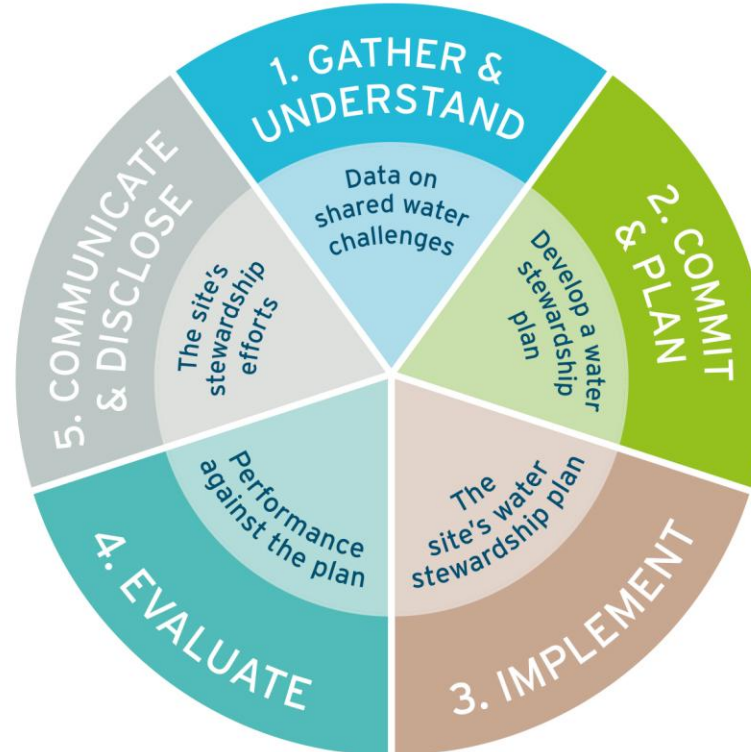 1. GATHER &
UNDERSTAND
Data on
shared water
challenges
2. COMMIT
& PLAN
Develop a water
stewardship
plan
3. IMPLEMENT
The
site's water
stewardship plan
4. EVALUATE
Performance
against the plan
5. COMMUNICATE
& DISCLOSE
The site's
stewardship
efforts